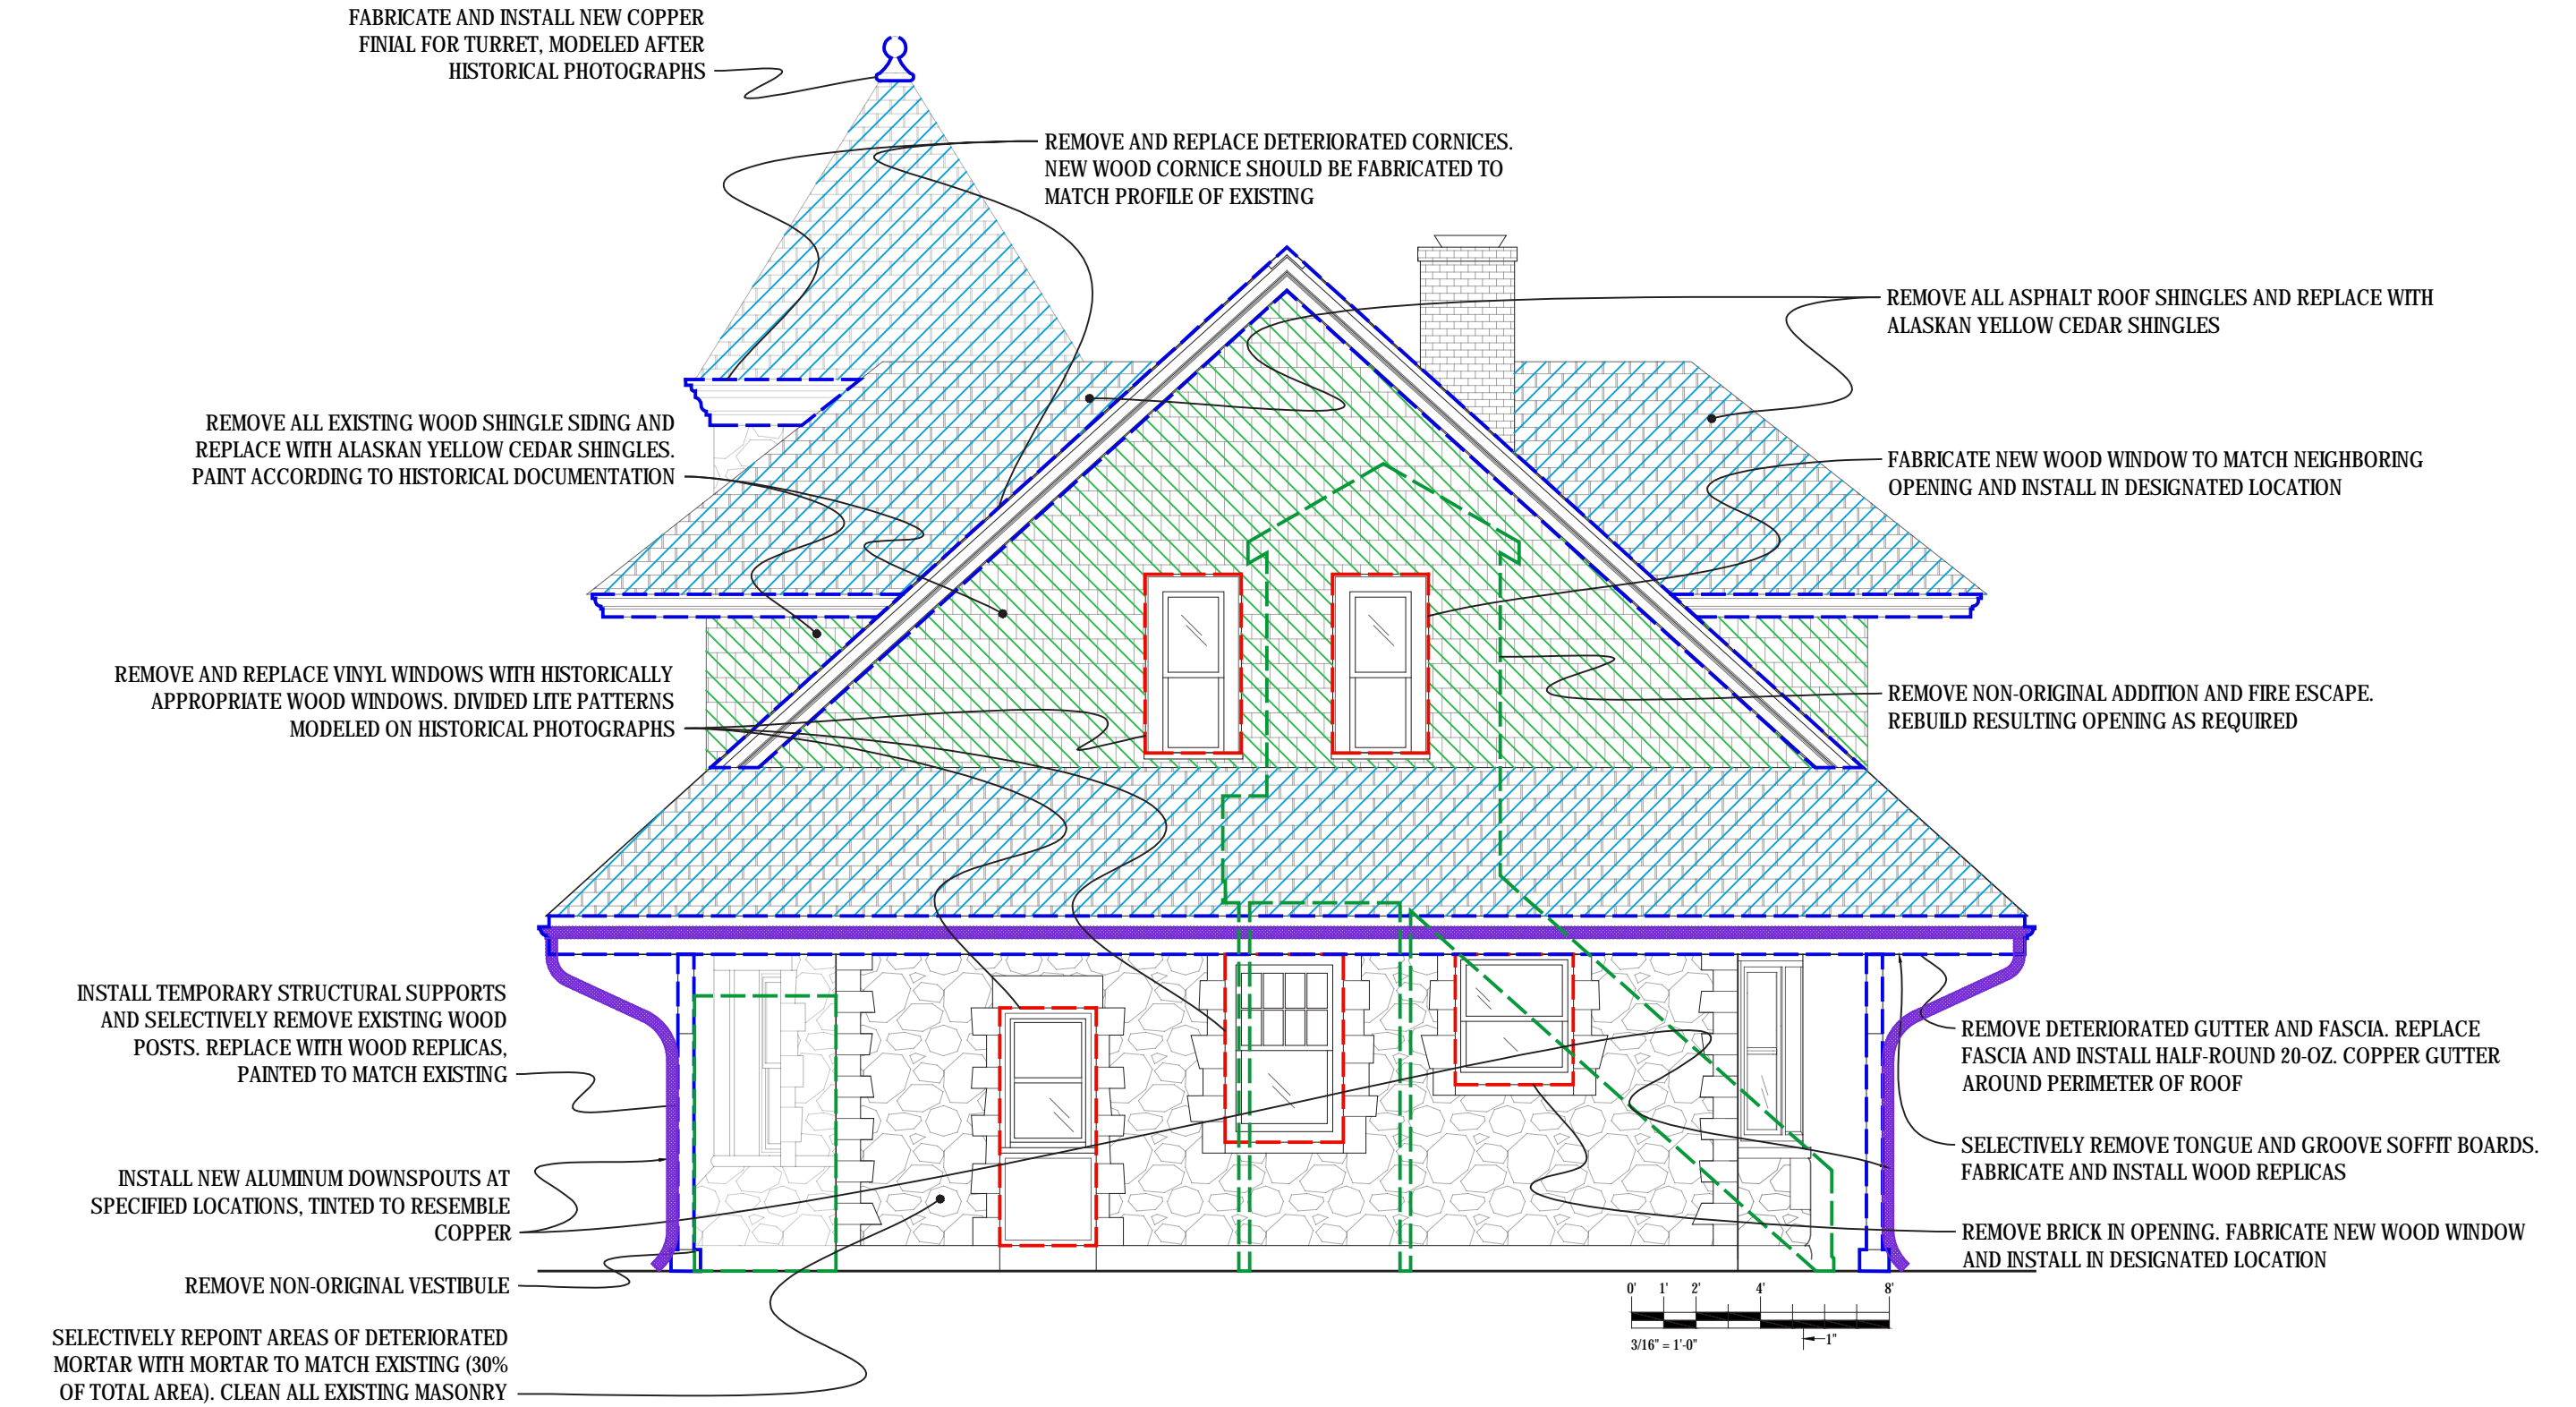 FABRICATE AND INSTALL NEW COPPER
FINIAL FOR TURRET, MODELED AFTER
HISTORICAL PHOTOGRAPHS
REMOVE AND REPLACE DETERIORATED CORNICES.
NEW WOOD CORNICE SHOULD BE FABRICATED TO
MATCH PROFILE OF EXISTING
REMOVE ALL ASPHALT ROOF SHINGLES AND REPLACE WITH
ALASKAN YELLOW CEDAR SHINGLES
REMOVE ALL EXISTING WOOD SHINGLE SIDING AND
REPLACE WITH ALASKAN YELLOW CEDAR SHINGLES.
PAINT ACCORDING TO HISTORICAL DOCUMENTATION
FABRICATE NEW WOOD WINDOW TO MATCH NEIGHBORING
OPENING AND INSTALL IN DESIGNATED LOCATION
REMOVE AND REPLACE VINYL WINDOWS WITH HISTORICALLY
APPROPRIATE WOOD WINDOWS. DIVIDED LITE PATTERNS
MODELED ON HISTORICAL PHOTOGRAPHS
REMOVE NON-ORIGINAL ADDITION AND FIRE ESCAPE.
REBUILD RESULTING OPENING AS REQUIRED
INSTALL TEMPORARY STRUCTURAL SUPPORTS
AND SELECTIVELY REMOVE EXISTING WOOD
POSTS. REPLACE WITH WOOD REPLICAS,
PAINTED TO MATCH EXISTING
REMOVE DETERIORATED GUTTER AND FASCIA. REPLACE
FASCIA AND INSTALL HALF-ROUND 20-OZ. COPPER GUTTER
AROUND PERIMETER OF ROOF
INSTALL NEW ALUMINUM DOWNSPOUTS AT
SPECIFIED LOCATIONS, TINTED TO RESEMBLE
COPPER
SELECTIVELY REMOVE TONGUE AND GROOVE SOFFIT BOARDS.
FABRICATE AND INSTALL WOOD REPLICAS
REMOVE NON-ORIGINAL VESTIBULE
REMOVE BRICK IN OPENING. FABRICATE NEW WOOD WINDOW
AND INSTALL IN DESIGNATED LOCATION
SELECTIVELY REPOINT AREAS OF DETERIORATED
MORTAR WITH MORTAR TO MATCH EXISTING (30%
OF TOTAL AREA). CLEAN ALL EXISTING MASONRY
0' 1' 2' 4' 8'
3/16" = 1'-0"
1"